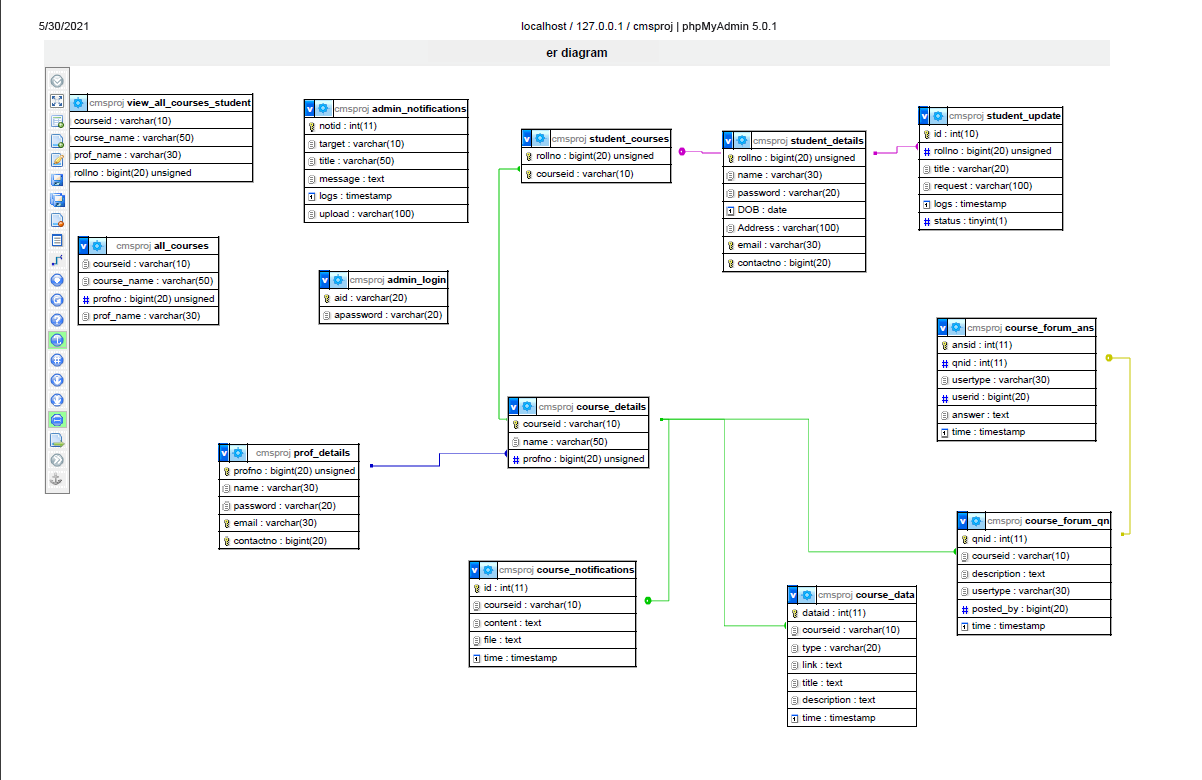 5/30/2021
localhost / 127.0.0.1 / cmsproj | phpMyAdmin 5.0.1
er diagram
cmsproj view_all_courses_student
courseid : varchar(10)
course_name : varchar(50)
prof_name : varchar(30)
rollno : bigint(20) unsigned
v cmsproj admin_notifications
notid : int(11)
target : varchar(10)
title : varchar(50)
message : text
logs : timestamp
upload : varchar(100)
v cmsproj student_courses
rollno : bigint(20) unsigned
courseid : varchar(10)
v cmsproj student_details
rollno : bigint(20) unsigned
name : varchar(30)
password : varchar(20)
DOB : date
Address : varchar(100)
email : varchar(30)
contactno : bigint(20)
v cmsproj student_update
id : int(10)
# rollno : bigint(20) unsigned
title : varchar(20)
request : varchar(100)
logs : timestamp
# status : tinyint(1)
v cmsproj all_courses
courseid : varchar(10)
course_name : varchar(50)
# profno : bigint(20) unsigned
prof_name : varchar(30)
v cmsproj admin_login
aid : varchar(20)
apassword : varchar(20)
v cmsproj course_forum_ans
ansid : int(11)
# qnid : int(11)
usertype : varchar(30)
# userid : bigint(20)
answer : text
time : timestamp
v cmsproj course_details
courseid : varchar(10)
name : varchar(50)
# profno : bigint(20) unsigned
v cmsproj prof_details
profno : bigint(20) unsigned
name : varchar(30)
password : varchar(20)
email : varchar(30)
contactno : bigint(20)
v cmsproj course_forum_qn
qnid : int(11)
courseid : varchar(10)
description : text
usertype : varchar(30)
# posted_by : bigint(20)
time : timestamp
v cmsproj course_notifications
id : int(11)
courseid : varchar(10)
content : text
file : text
time : timestamp
v cmsproj course_data
dataid : int(11)
courseid : varchar(10)
type : varchar(20)
link : text
title : text
description : text
time : timestamp